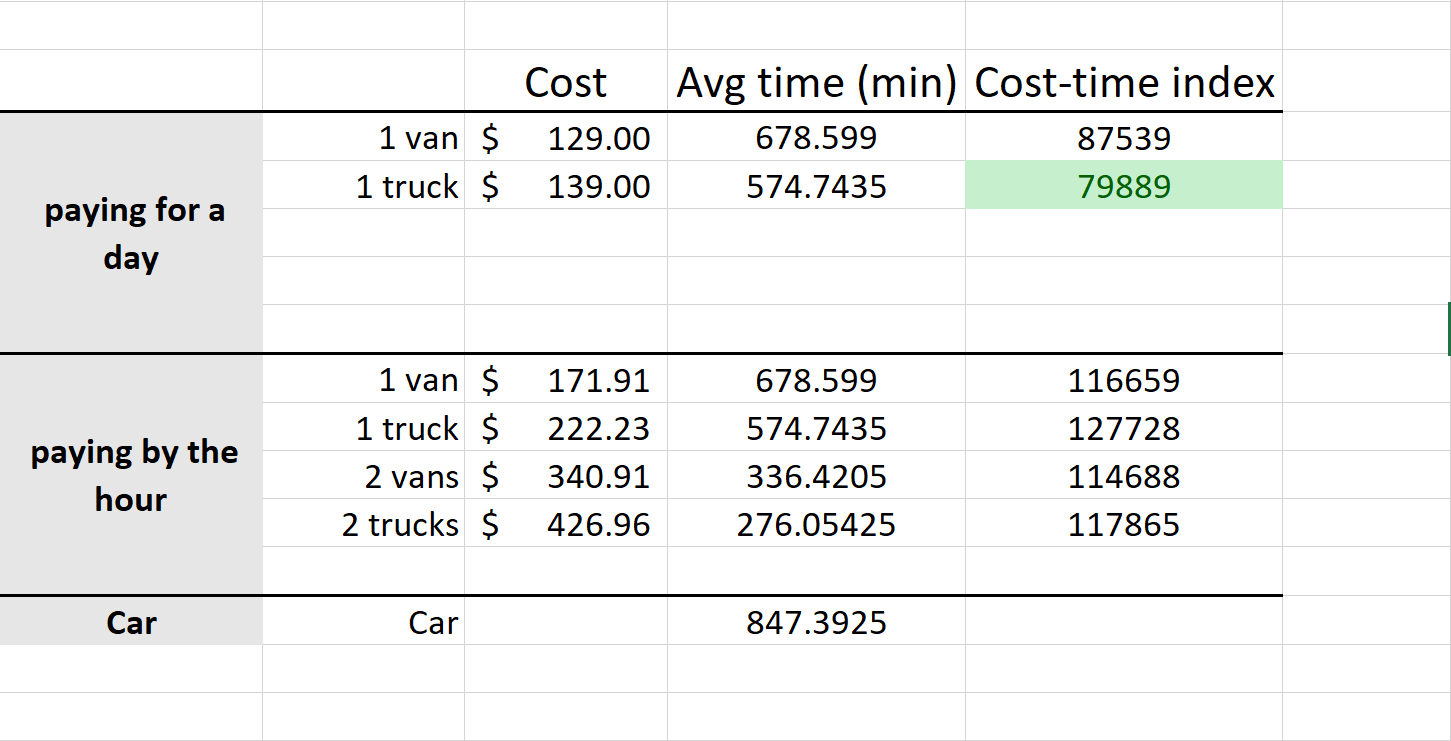 Cost Avg time (min) Cost-time index
paying for a
day
1 van $ 129.00 678.599 87539
1 truck $ 139.00 574.7435 79889
paying by the
hour
1 van $ 171.91 678.599 116659
1 truck $ 222.23 574.7435 127728
2 vans $ 340.91 336.4205 114688
2 trucks $ 426.96 276.05425 117865
Car Car 847.3925